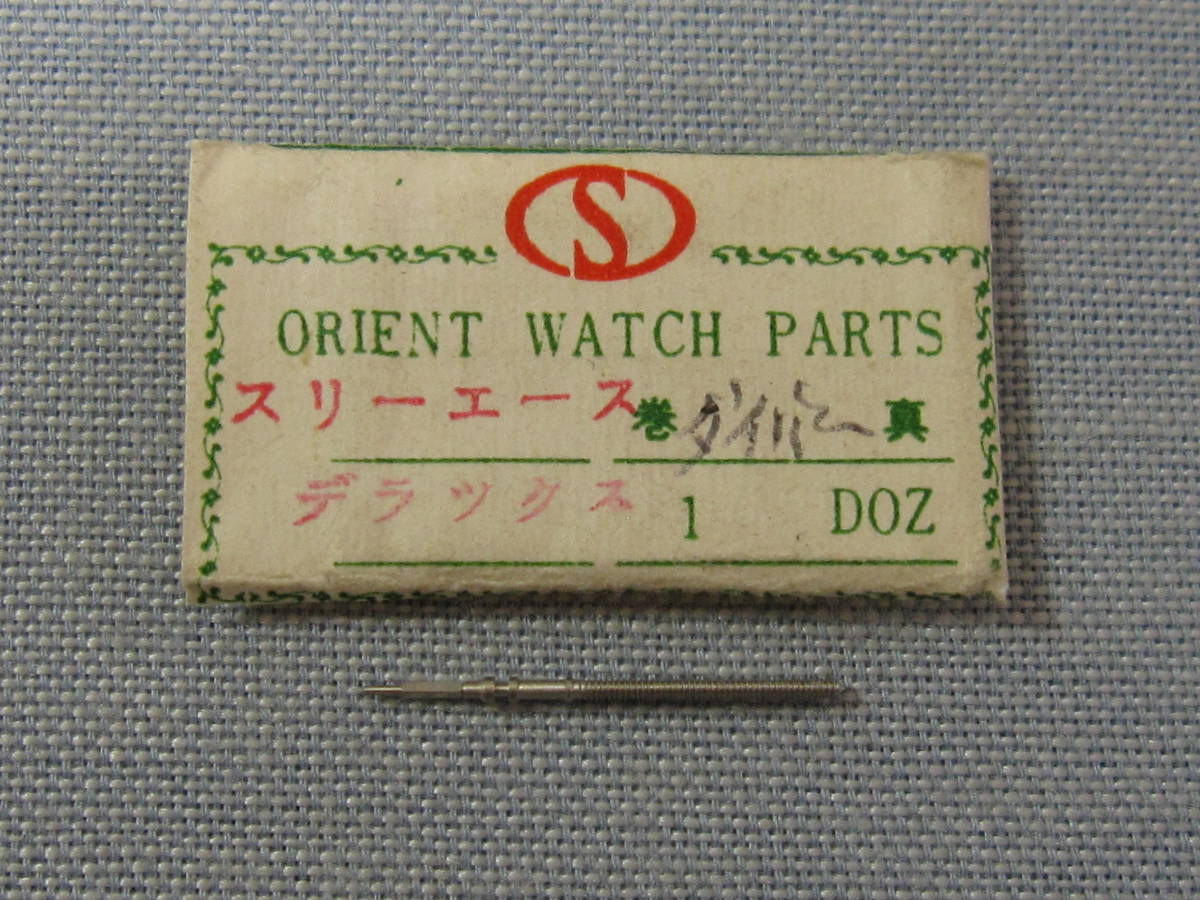 S
ORIENT WATCH PARTS
スリーエース 巻 ダイバー 真
デラックス 1 DOZ